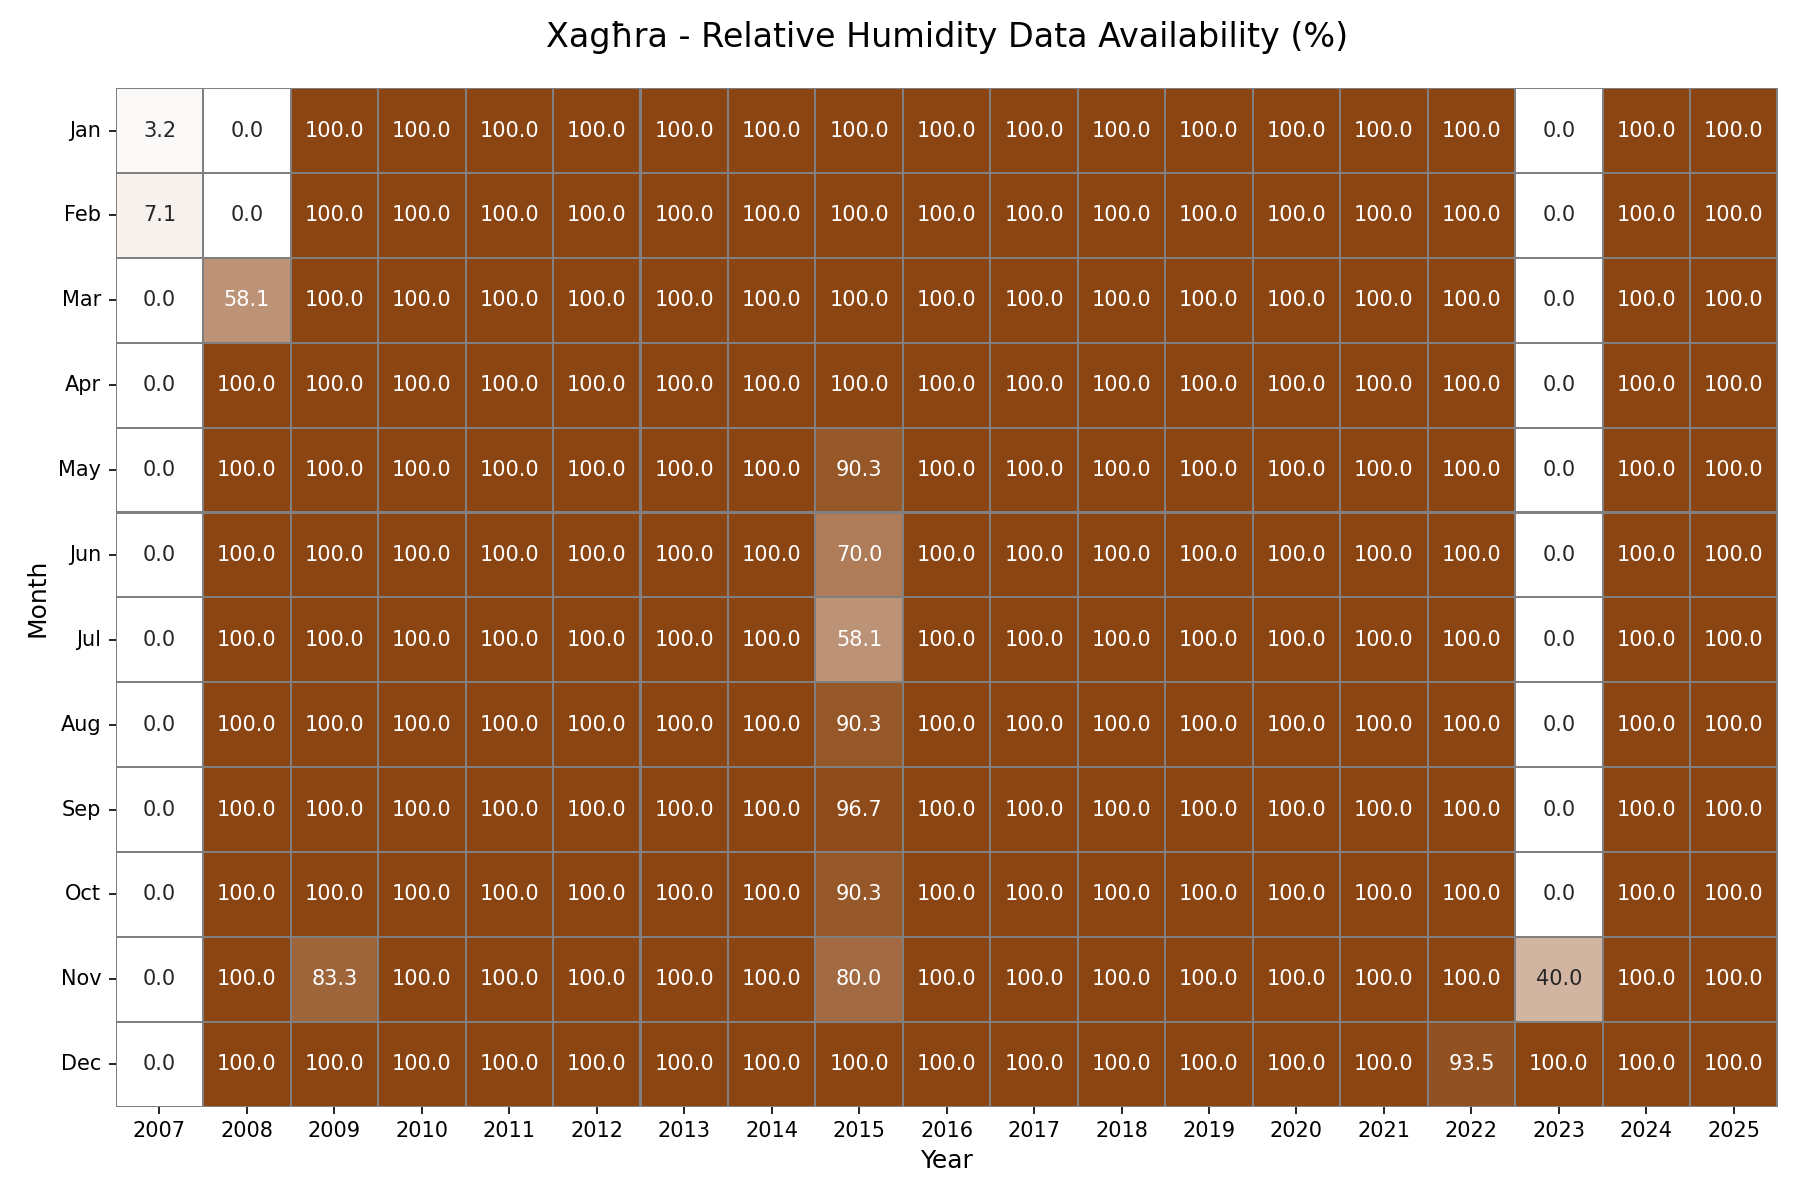 Xagħra - Relative Humidity Data Availability (%)
Jan 3.2 0.0 100.0 100.0 100.0 100.0 100.0 100.0 100.0 100.0 100.0 100.0 100.0 100.0 100.0 100.0 0.0 100.0 100.0
Feb 7.1 0.0 100.0 100.0 100.0 100.0 100.0 100.0 100.0 100.0 100.0 100.0 100.0 100.0 100.0 100.0 0.0 100.0 100.0
Mar 0.0 58.1 100.0 100.0 100.0 100.0 100.0 100.0 100.0 100.0 100.0 100.0 100.0 100.0 100.0 100.0 0.0 100.0 100.0
Apr 0.0 100.0 100.0 100.0 100.0 100.0 100.0 100.0 100.0 100.0 100.0 100.0 100.0 100.0 100.0 100.0 0.0 100.0 100.0
May 0.0 100.0 100.0 100.0 100.0 100.0 100.0 100.0 90.3 100.0 100.0 100.0 100.0 100.0 100.0 100.0 0.0 100.0 100.0
Jun 0.0 100.0 100.0 100.0 100.0 100.0 100.0 100.0 70.0 100.0 100.0 100.0 100.0 100.0 100.0 100.0 0.0 100.0 100.0
Jul 0.0 100.0 100.0 100.0 100.0 100.0 100.0 100.0 58.1 100.0 100.0 100.0 100.0 100.0 100.0 100.0 0.0 100.0 100.0
Aug 0.0 100.0 100.0 100.0 100.0 100.0 100.0 100.0 90.3 100.0 100.0 100.0 100.0 100.0 100.0 100.0 0.0 100.0 100.0
Sep 0.0 100.0 100.0 100.0 100.0 100.0 100.0 100.0 96.7 100.0 100.0 100.0 100.0 100.0 100.0 100.0 0.0 100.0 100.0
Oct 0.0 100.0 100.0 100.0 100.0 100.0 100.0 100.0 90.3 100.0 100.0 100.0 100.0 100.0 100.0 100.0 0.0 100.0 100.0
Nov 0.0 100.0 83.3 100.0 100.0 100.0 100.0 100.0 80.0 100.0 100.0 100.0 100.0 100.0 100.0 100.0 40.0 100.0 100.0
Dec 0.0 100.0 100.0 100.0 100.0 100.0 100.0 100.0 100.0 100.0 100.0 100.0 100.0 100.0 100.0 93.5 100.0 100.0 100.0
Month
2007 2008 2009 2010 2011 2012 2013 2014 2015 2016 2017 2018 2019 2020 2021 2022 2023 2024 2025
Year